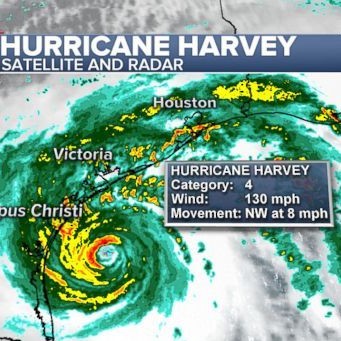 HURRICANE HARVEY
SATELLITE AND RADAR
Houston
Victoria
HURRICANE HARVEY
Category: 4
Wind: 130 mph
Movement: NW at 8 mph
pus Christi